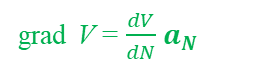 grad V = dV/dN a_N